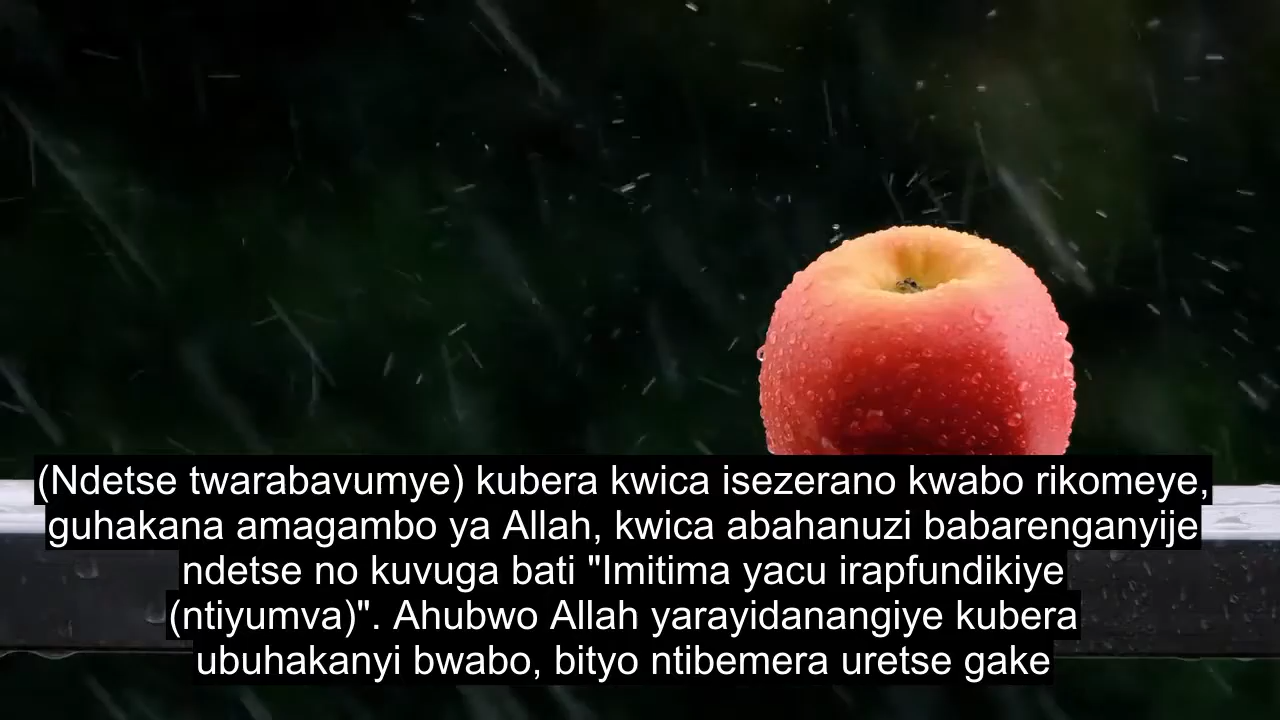 (Ndetse twarabavumye) kubera kwica isezerano kwabo rikomeye,
guhakana amagambo ya Allah, kwica abahanuzi babarenganyije
ndetse no kuvuga bati "Imitima yacu irapfundikiye
(ntiyumva)". Ahubwo Allah yarayidanangiye kubera
ubuhakanyi bwabo, bityo ntibemera uretse gake